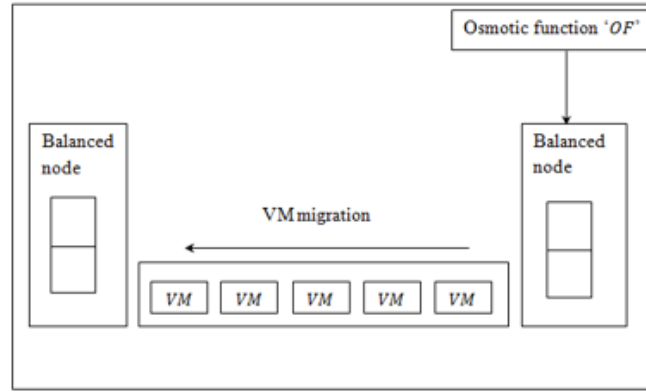 Osmotic function ‘OF’
Balanced
node
Balanced
node
VM migration
VM VM VM VM VM